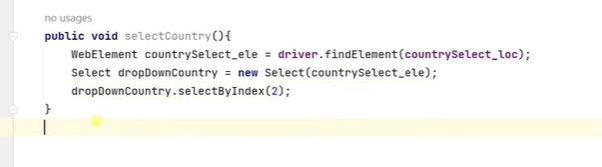 no usages
public void selectCountry(){
WebElement countrySelect_ele = driver.findElement(countrySelect_loc);
Select dropDownCountry = new Select(countrySelect_ele);
dropDownCountry.selectByIndex(2);
}